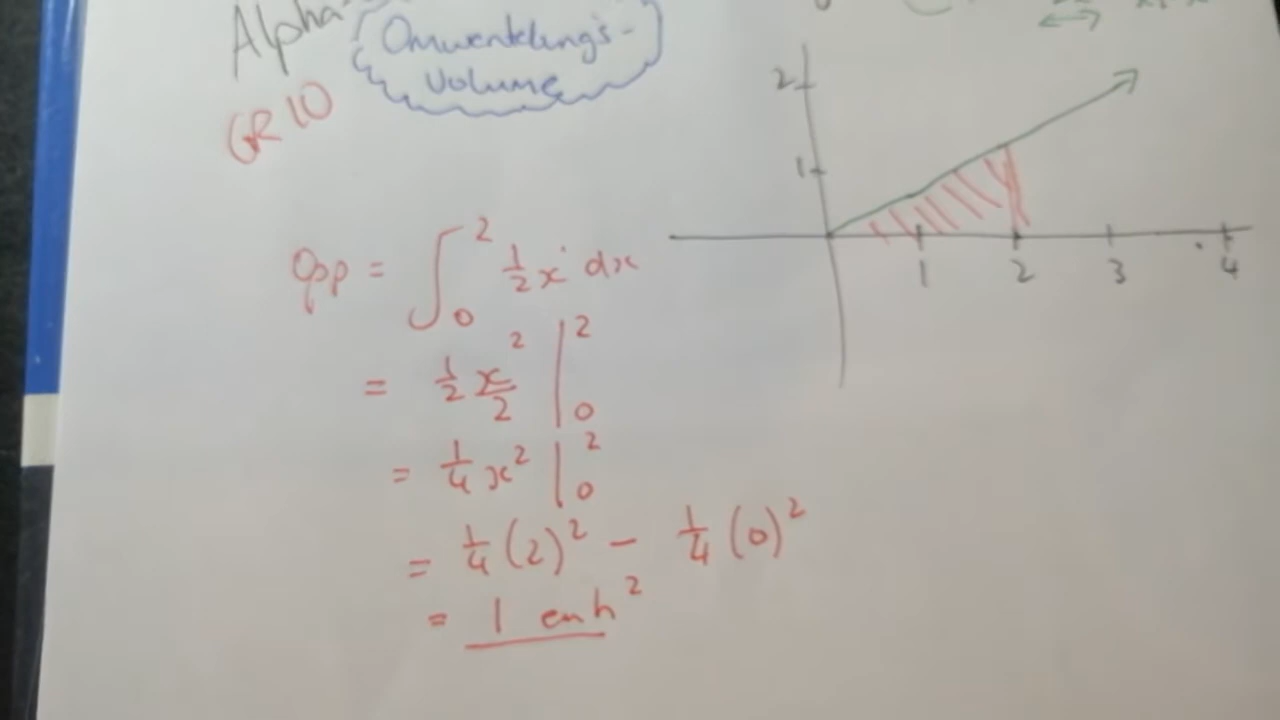 Alpha
Omwentelings-
volume
GR 10
2
1
1 2 3 4
Opp = ∫₀² ½x dx
= ½ x²/2 |₀²
= ¼x² |₀²
= ¼(2)² - ¼(0)²
= 1 enh²